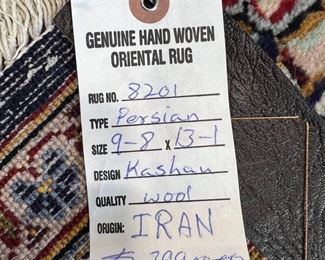 GENUINE HAND WOVEN
ORIENTAL RUG
RUG NO. 8201
TYPE Persian
SIZE 9-8 x 13-1
DESIGN Kashan
QUALITY wool
ORIGIN: IRAN